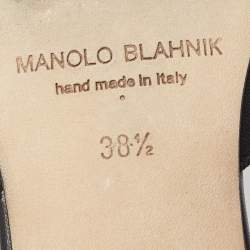 MANOLO BLAHNIK
hand made in Italy
38½